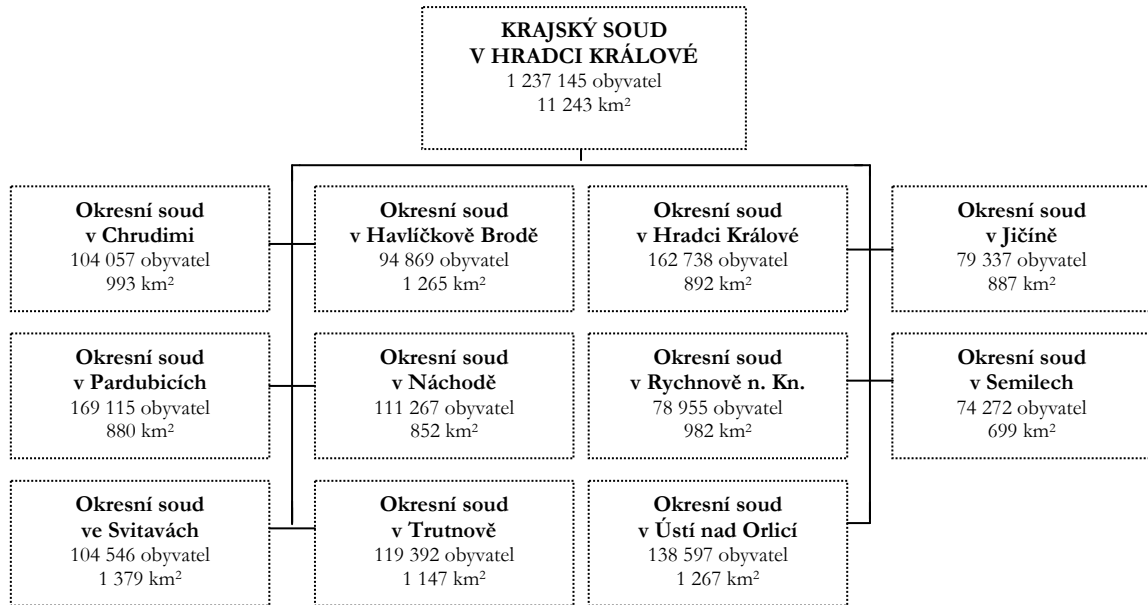 KRAJSKÝ SOUD
V HRADCI KRÁLOVÉ
1 237 145 obyvatel
11 243 km²
Okresní soud
v Chrudimi
104 057 obyvatel
993 km²
Okresní soud
v Havlíčkově Brodě
94 869 obyvatel
1 265 km²
Okresní soud
v Hradci Králové
162 738 obyvatel
892 km²
Okresní soud
v Jičíně
79 337 obyvatel
887 km²
Okresní soud
v Pardubicích
169 115 obyvatel
880 km²
Okresní soud
v Náchodě
111 267 obyvatel
852 km²
Okresní soud
v Rychnově n. Kn.
78 955 obyvatel
982 km²
Okresní soud
v Semilech
74 272 obyvatel
699 km²
Okresní soud
ve Svitavách
104 546 obyvatel
1 379 km²
Okresní soud
v Trutnově
119 392 obyvatel
1 147 km²
Okresní soud
v Ústí nad Orlicí
138 597 obyvatel
1 267 km²